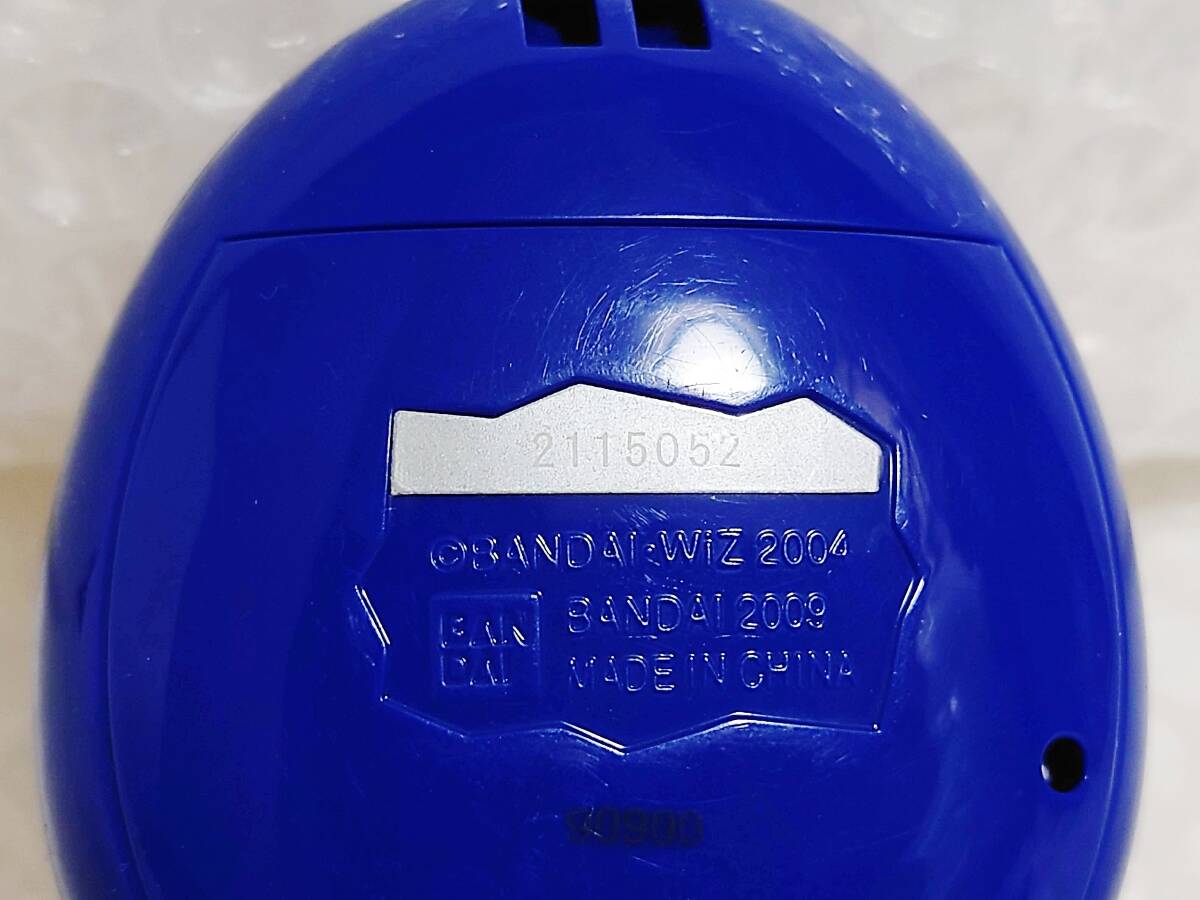 2115052
©BANDAI·WiZ 2004
BAN
DAI
BANDAI 2009
MADE IN CHINA